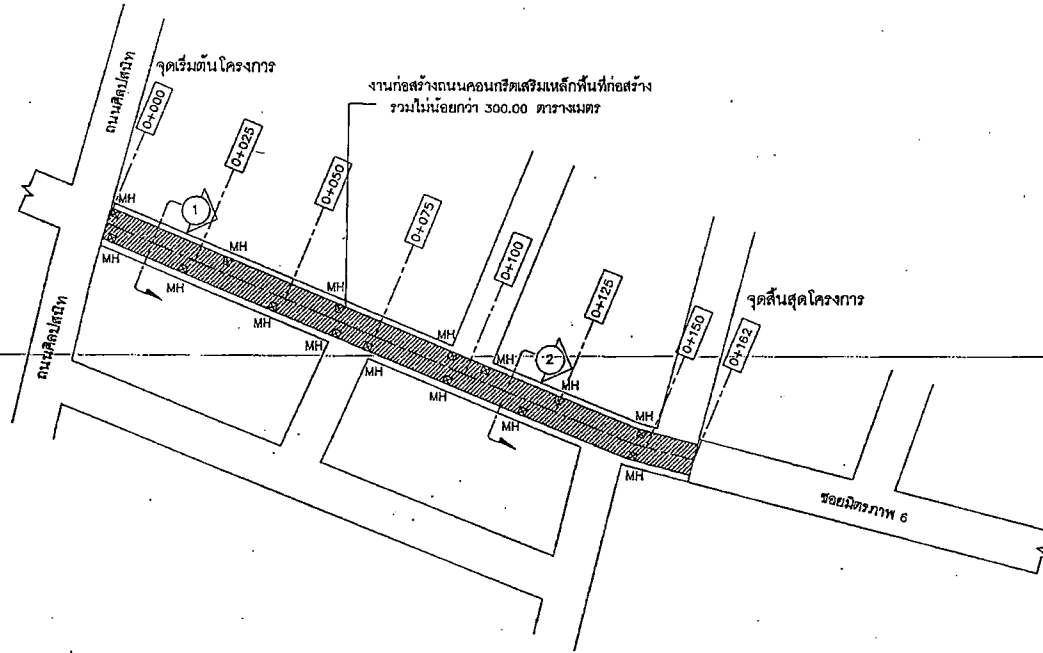 ถนนศิลปสนิท
จุดเริ่มต้นโครงการ
งานก่อสร้างถนนคอนกรีตเสริมเหล็กพื้นที่ก่อสร้าง
รวมไม่น้อยกว่า 300.00 ตารางเมตร
0+000
0+025
0+050
0+075
0+100
0+125
0+150
0+162
จุดสิ้นสุดโครงการ
MH
1
MH
MH
MH
MH
MH
MH
MH
MH
MH
MH
MH
2
MH
MH
MH
MH
ถนนศิลปสนิท
ซอยมิตรภาพ 6